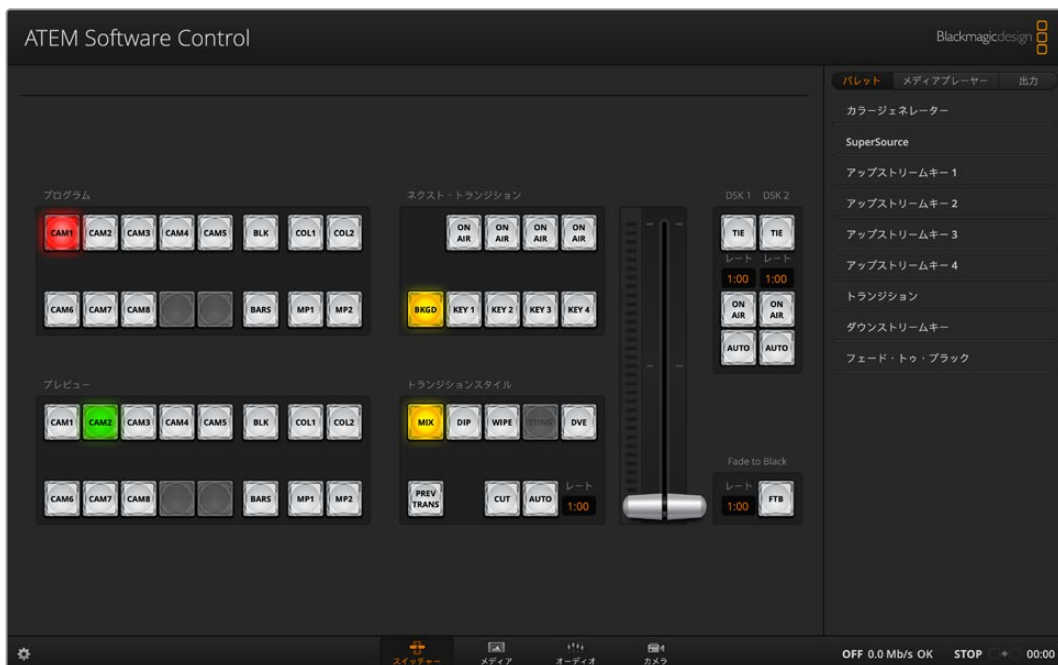 ATEM Software Control
Blackmagicdesign
パレット メディアプレーヤー 出力
カラージェネレーター
SuperSource
アップストリームキー 1
アップストリームキー 2
アップストリームキー 3
アップストリームキー 4
トランジション
ダウンストリームキー
フェード・トゥ・ブラック
プログラム
CAM1 CAM2 CAM3 CAM4 CAM5 BLK COL1 COL2
CAM6 CAM7 CAM8 BARS MP1 MP2
ネクスト・トランジション
ON AIR ON AIR ON AIR ON AIR
BKGD KEY 1 KEY 2 KEY 3 KEY 4
DSK 1 DSK 2
TIE TIE
レート レート
1:00 1:00
ON AIR ON AIR
AUTO AUTO
プレビュー
CAM1 CAM2 CAM3 CAM4 CAM5 BLK COL1 COL2
CAM6 CAM7 CAM8 BARS MP1 MP2
トランジションスタイル
MIX DIP WIPE STING DVE
PREV TRANS CUT AUTO レート 1:00
Fade to Black
レート
1:00 FTB
スイッチャー メディア オーディオ カメラ
OFF 0.0 Mb/s OK STOP 00:00